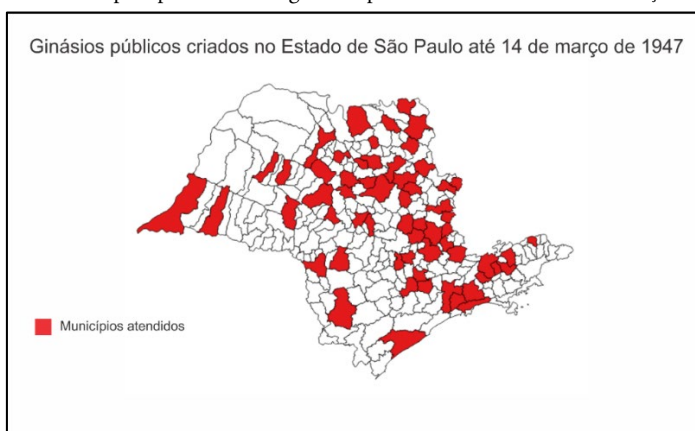 Ginásios públicos criados no Estado de São Paulo até 14 de março de 1947
Municípios atendidos